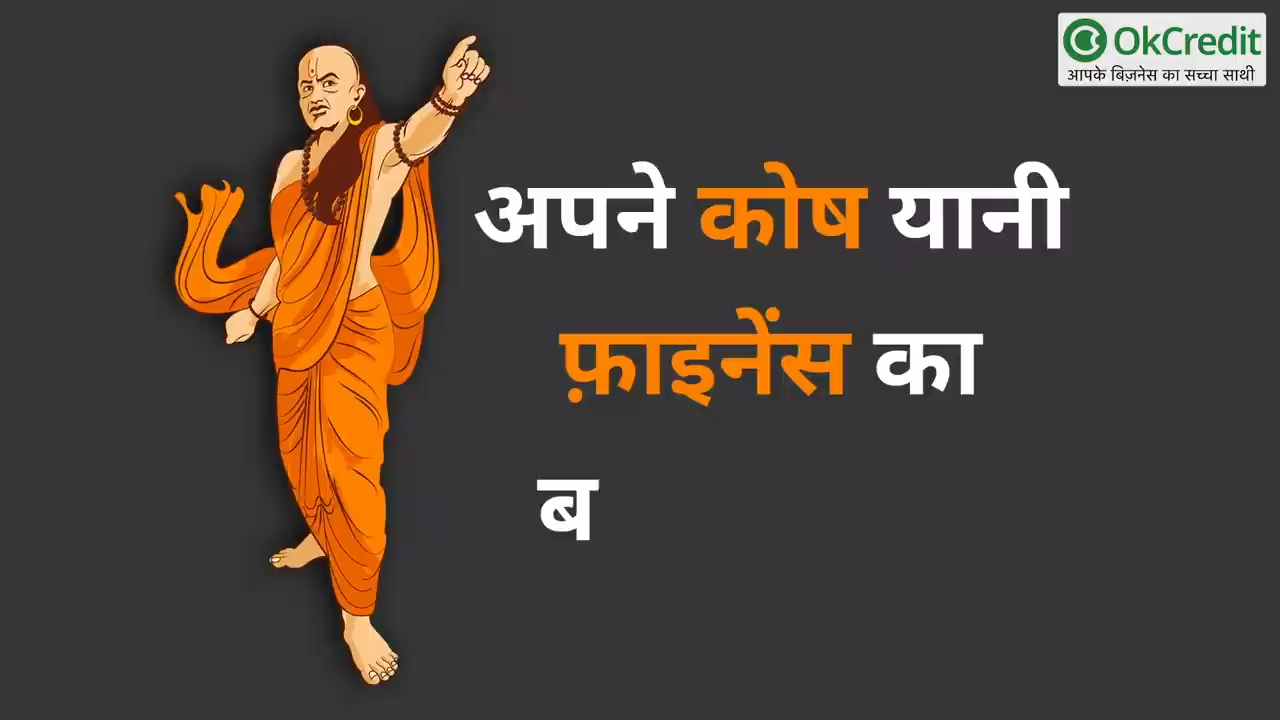 OkCredit
आपके बिज़नेस का सच्चा साथी
अपने कोष यानी
फ़ाइनेंस का
ब